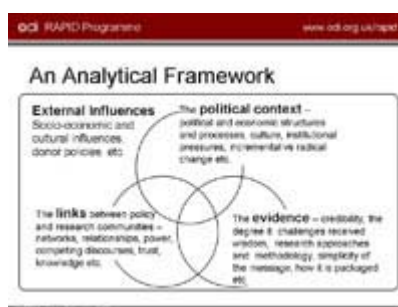 odi RAPID Programme
www.odi.org.uk/rapid
An Analytical Framework
External Influences
Socio-economic and
cultural influences,
donor policies etc
The political context –
political and economic structures
and processes, culture, institutional
pressures, incremental vs radical
change etc.
The links between policy
and research communities –
networks, relationships, power,
competing discourses, trust,
knowledge etc.
The evidence – credibility, the
degree it challenges received
wisdom, research approaches
and methodology, simplicity of
the message, how it is packaged
etc